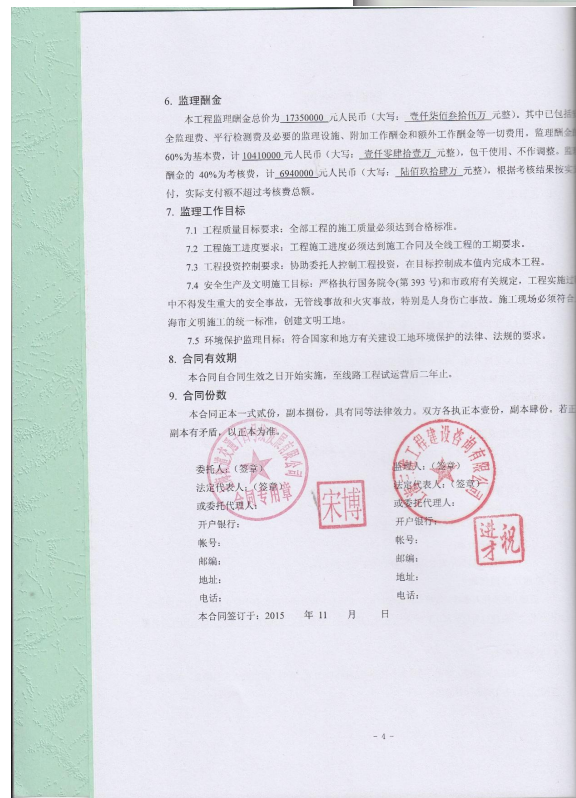 6. 监理酬金
本工程监理酬金总价为 17350000 元人民币（大写： 壹仟柒佰叁拾伍万 元整），其中已包括
全监理费、平行检测费及必要的监理设施、附加工作酬金和额外工作酬金等一切费用，监理酬金
60%为基本费，计 10410000 元人民币（大写： 壹仟零肆拾壹万 元整），包干使用、不作调整。
酬金的 40%为考核费，计 6940000 元人民币（大写： 陆佰玖拾肆万 元整），根据考核结果按实
付，实际支付额不超过考核费总额。
7. 监理工作目标
7.1 工程质量目标要求：全部工程的施工质量必须达到合格标准。
7.2 工程施工进度要求：工程施工进度必须达到施工合同及全线工程的工期要求。
7.3 工程投资控制要求：协助委托人控制工程投资，在目标控制成本值内完成本工程。
7.4 安全生产及文明施工目标：严格执行国务院令(第 393 号)和市政府有关规定，工程实施过
中不得发生重大的安全事故，无管线事故和火灾事故，特别是人身伤亡事故。施工现场必须符合
海市文明施工的统一标准，创建文明工地。
7.5 环境保护监理目标：符合国家和地方有关建设工地环境保护的法律、法规的要求。
8. 合同有效期
本合同自合同生效之日开始实施，至线路工程试运营后二年止。
9. 合同份数
本合同正本一式贰份，副本捌份，具有同等法律效力。双方各执正本壹份，副本肆份，若正
副本有矛盾，以正本为准。
委托人：（签章） 监理人：（签章）
法定代表人：（签章） 法定代表人：（签章）
或委托代理人： 或委托代理人：
开户银行： 开户银行：
帐号： 帐号：
邮编： 邮编：
地址： 地址：
电话： 电话：
本合同签订于：2015 年 11 月 日
合同专用章
宋博
工程建设咨询有限公司
祝进才
- 4 -